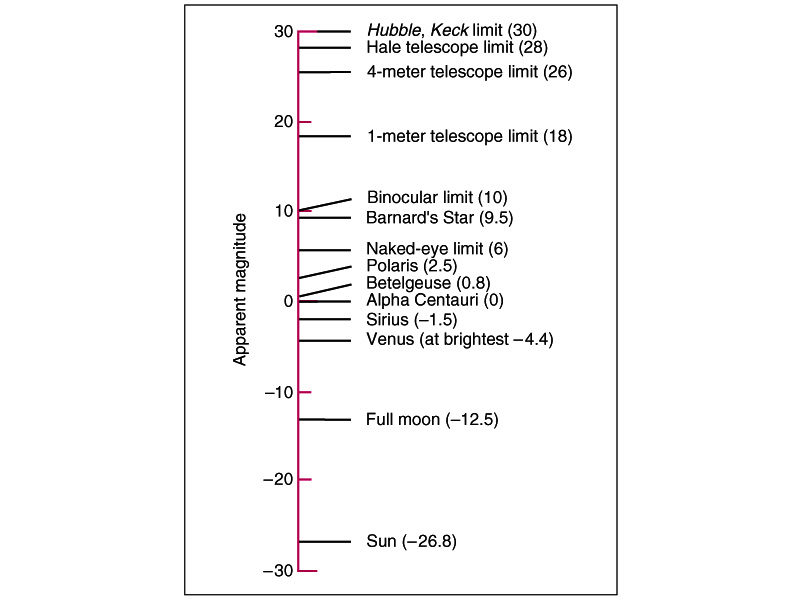 30
Hubble, Keck limit (30)
Hale telescope limit (28)
4-meter telescope limit (26)
20
1-meter telescope limit (18)
Binocular limit (10)
10
Barnard's Star (9.5)
Naked-eye limit (6)
Polaris (2.5)
Betelgeuse (0.8)
0
Alpha Centauri (0)
Sirius (–1.5)
Venus (at brightest –4.4)
–10
Full moon (–12.5)
–20
Sun (–26.8)
–30
Apparent magnitude